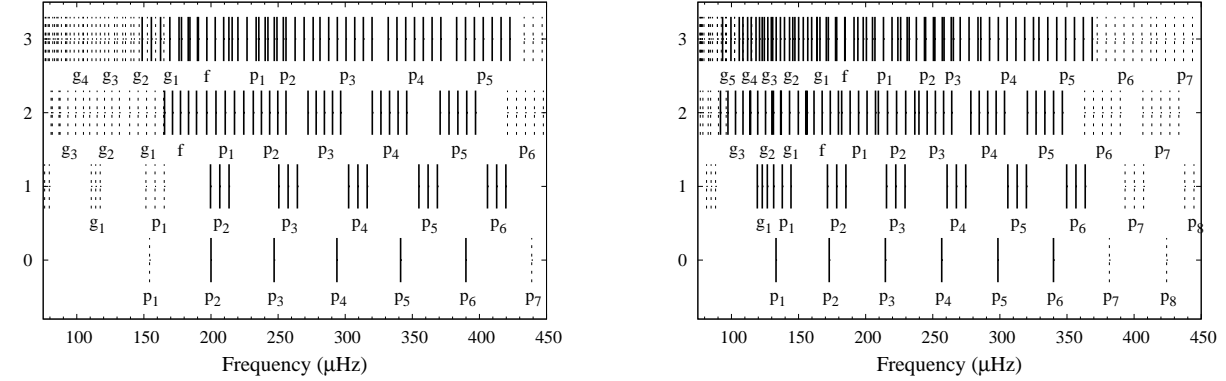 3
g₄ g₃ g₂ g₁ f p₁ p₂ p₃ p₄ p₅
2
g₃ g₂ g₁ f p₁ p₂ p₃ p₄ p₅ p₆
1
g₁ p₁ p₂ p₃ p₄ p₅ p₆
0
p₁ p₂ p₃ p₄ p₅ p₆ p₇
100 150 200 250 300 350 400 450
Frequency (μHz)
3
g₅ g₄ g₃ g₂ g₁ f p₁ p₂ p₃ p₄ p₅ p₆ p₇
2
g₃ g₂ g₁ f p₁ p₂ p₃ p₄ p₅ p₆ p₇
1
g₁ p₁ p₂ p₃ p₄ p₅ p₆ p₇ p₈
0
p₁ p₂ p₃ p₄ p₅ p₆ p₇ p₈
100 150 200 250 300 350 400 450
Frequency (μHz)